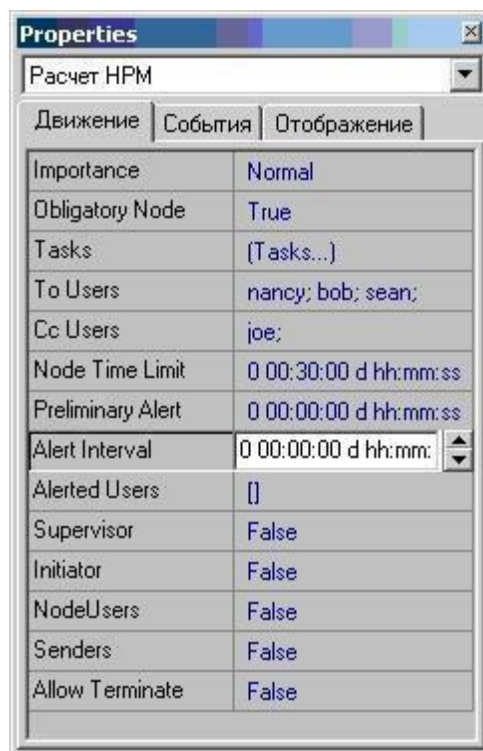 Properties
Расчет НРМ
Движение События Отображение
Importance Normal
Obligatory Node True
Tasks (Tasks...)
To Users nancy; bob; sean;
Cc Users joe;
Node Time Limit 0 00:30:00 d hh:mm:ss
Preliminary Alert 0 00:00:00 d hh:mm:ss
Alert Interval 0 00:00:00 d hh:mm:
Alerted Users []
Supervisor False
Initiator False
NodeUsers False
Senders False
Allow Terminate False